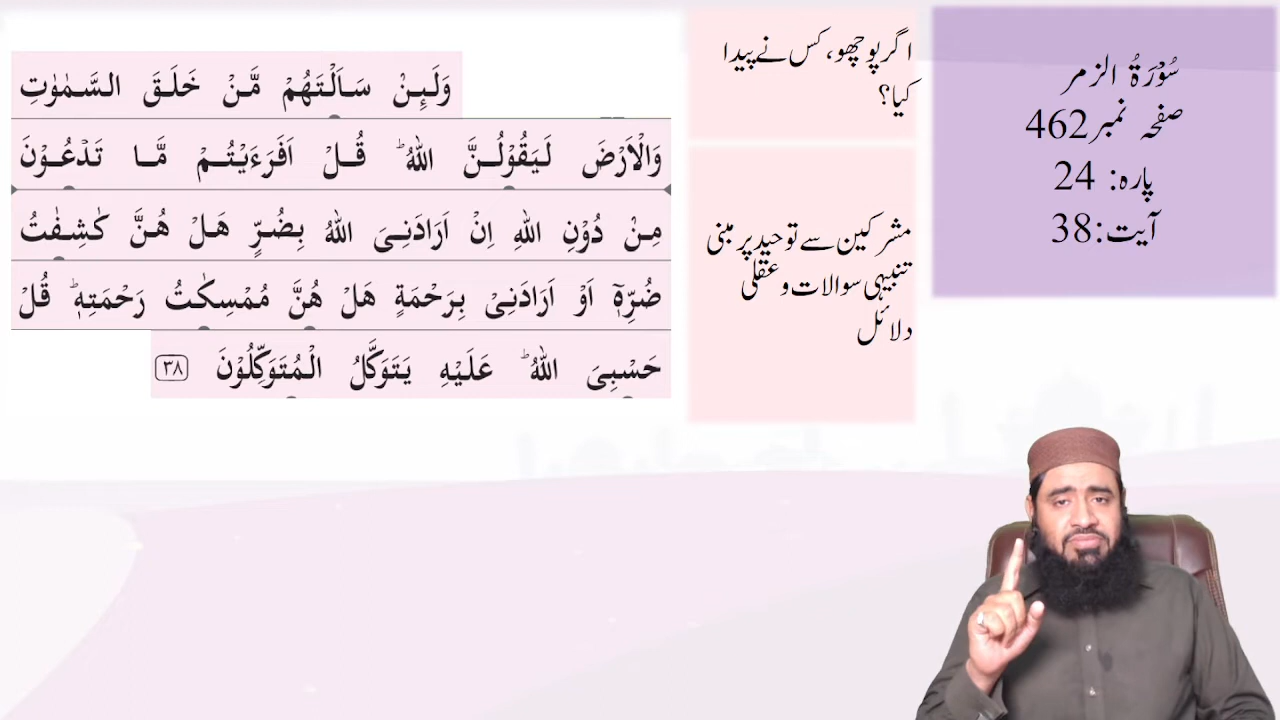 سُوْرَةُ الزمر
صفحہ نمبر462
پارہ: 24
آیت:38
اگر پوچھو، کس نے پیدا
کیا؟
مشرکین سے توحید پر مبنی
تنبیہی سوالات و عقلی
دلائل
وَلَىِٕنْ سَاَلْتَهُمْ مَّنْ خَلَقَ السَّمٰوٰتِ
وَالْاَرْضَ لَيَقُوْلُنَّ اللّٰهُ ؕ قُلْ اَفَرَءَيْتُمْ مَّا تَدْعُوْنَ
مِنْ دُوْنِ اللّٰهِ اِنْ اَرَادَنِىَ اللّٰهُ بِضُرٍّ هَلْ هُنَّ كٰشِفٰتُ
ضُرِّهٖٓ اَوْ اَرَادَنِىْ بِرَحْمَةٍ هَلْ هُنَّ مُمْسِكٰتُ رَحْمَتِهٖ ؕ قُلْ
حَسْبِىَ اللّٰهُ ؕ عَلَيْهِ يَتَوَكَّلُ الْمُتَوَكِّلُوْنَ ٣٨